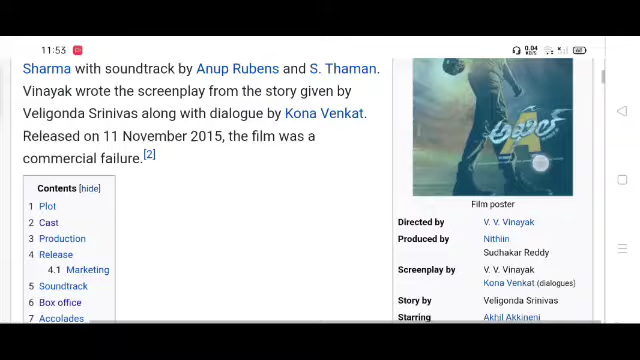 11:53
0.04
KB/S
Sharma with soundtrack by Anup Rubens and S. Thaman.
Vinayak wrote the screenplay from the story given by
Veligonda Srinivas along with dialogue by Kona Venkat.
Released on 11 November 2015, the film was a
commercial failure.[2]
Contents [hide]
1 Plot
2 Cast
3 Production
4 Release
4.1 Marketing
5 Soundtrack
6 Box office
7 Accolades
అఖిల్
A
Film poster
Directed by V. V. Vinayak
Produced by Nithiin
Sudhakar Reddy
Screenplay by V. V. Vinayak
Kona Venkat (dialogues)
Story by Veligonda Srinivas
Starring Akhil Akkineni